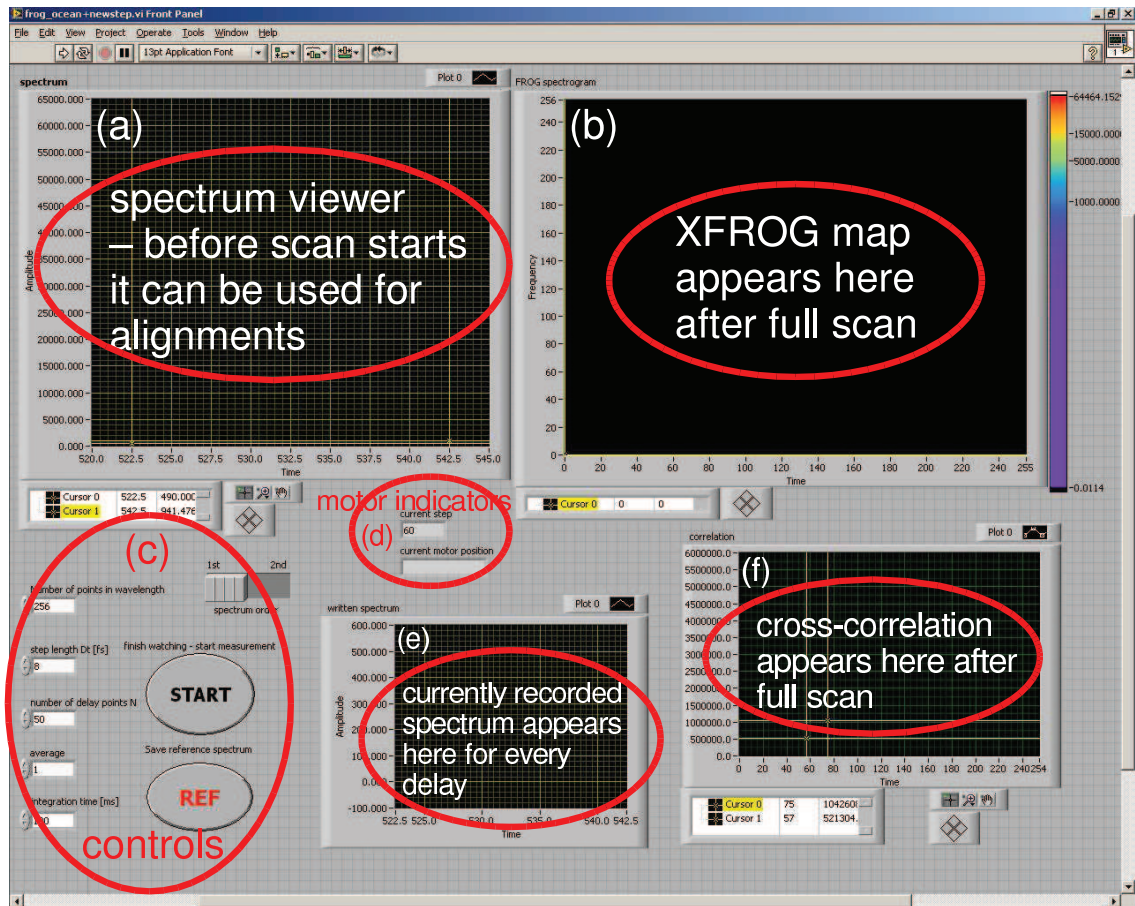 frog_ocean+newstep.vi Front Panel
File Edit View Project Operate Tools Window Help
13pt Application Font
1
spectrum
Plot 0
65000.000
60000.000
55000.000
50000.000
45000.000
40000.000
35000.000
30000.000
25000.000
20000.000
15000.000
10000.000
5000.000
0.000
Amplitude
520.0 522.5 525.0 527.5 530.0 532.5 535.0 537.5 540.0 542.5 545.0
Time
(a)
spectrum viewer
– before scan starts
it can be used for
alignments
Cursor 0 522.5 490.000
Cursor 1 542.5 941.476
FROG spectrogram
256
240
220
200
180
160
140
120
100
80
60
40
20
0
Frequency
0 20 40 60 80 100 120 140 160 180 200 220 255
Time
(b)
XFROG map
appears here
after full scan
64464.152
15000.0000
5000.0000
1000.0000
0.0114
Cursor 0 0 0
motor indicators
(d)
current step
60
current motor position
(c)
1st 2nd
spectrum order
Number of points in wavelength
256
step length Dt [fs]
8
number of delay points N
50
average
1
integration time [ms]
finish watching - start measurement
START
Save reference spectrum
REF
controls
written spectrum
Plot 0
600.000
500.000
400.000
300.000
200.000
100.000
0.000
-100.000
Amplitude
522.5 525.0 530.0 535.0 540.0 542.5
Time
(e)
currently recorded
spectrum appears
here for every
delay
correlation
Plot 0
6000000.0
5500000.0
5000000.0
4500000.0
4000000.0
3500000.0
3000000.0
2500000.0
2000000.0
1500000.0
1000000.0
500000.0
0.0
0 20 40 60 80 100 120 140 160 180 200 220 240 254
Time
(f)
cross-correlation
appears here after
full scan
Cursor 0 75 104260
Cursor 1 57 521304.